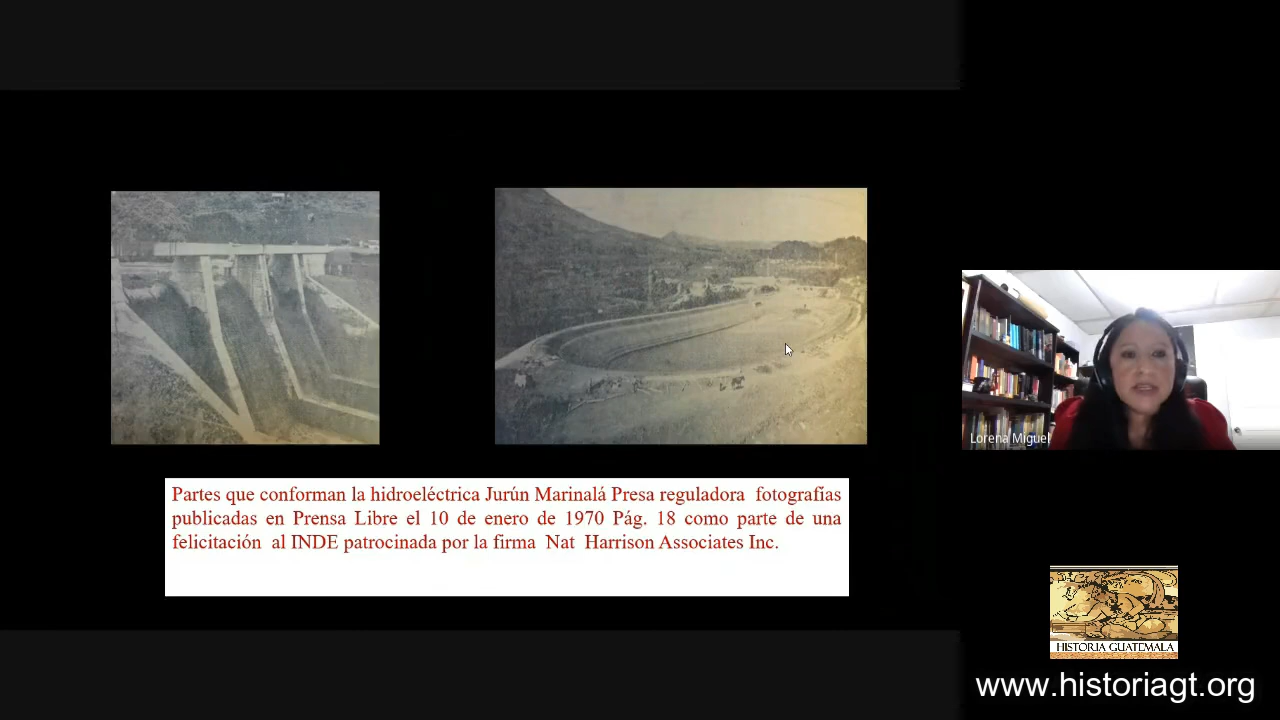 Partes que conforman la hidroeléctrica Jurún Marinalá Presa reguladora fotografías
publicadas en Prensa Libre el 10 de enero de 1970 Pág. 18 como parte de una
felicitación al INDE patrocinada por la firma Nat Harrison Associates Inc.
Lorena Miguel
HISTORIA GUATEMALA
www.historiagt.org